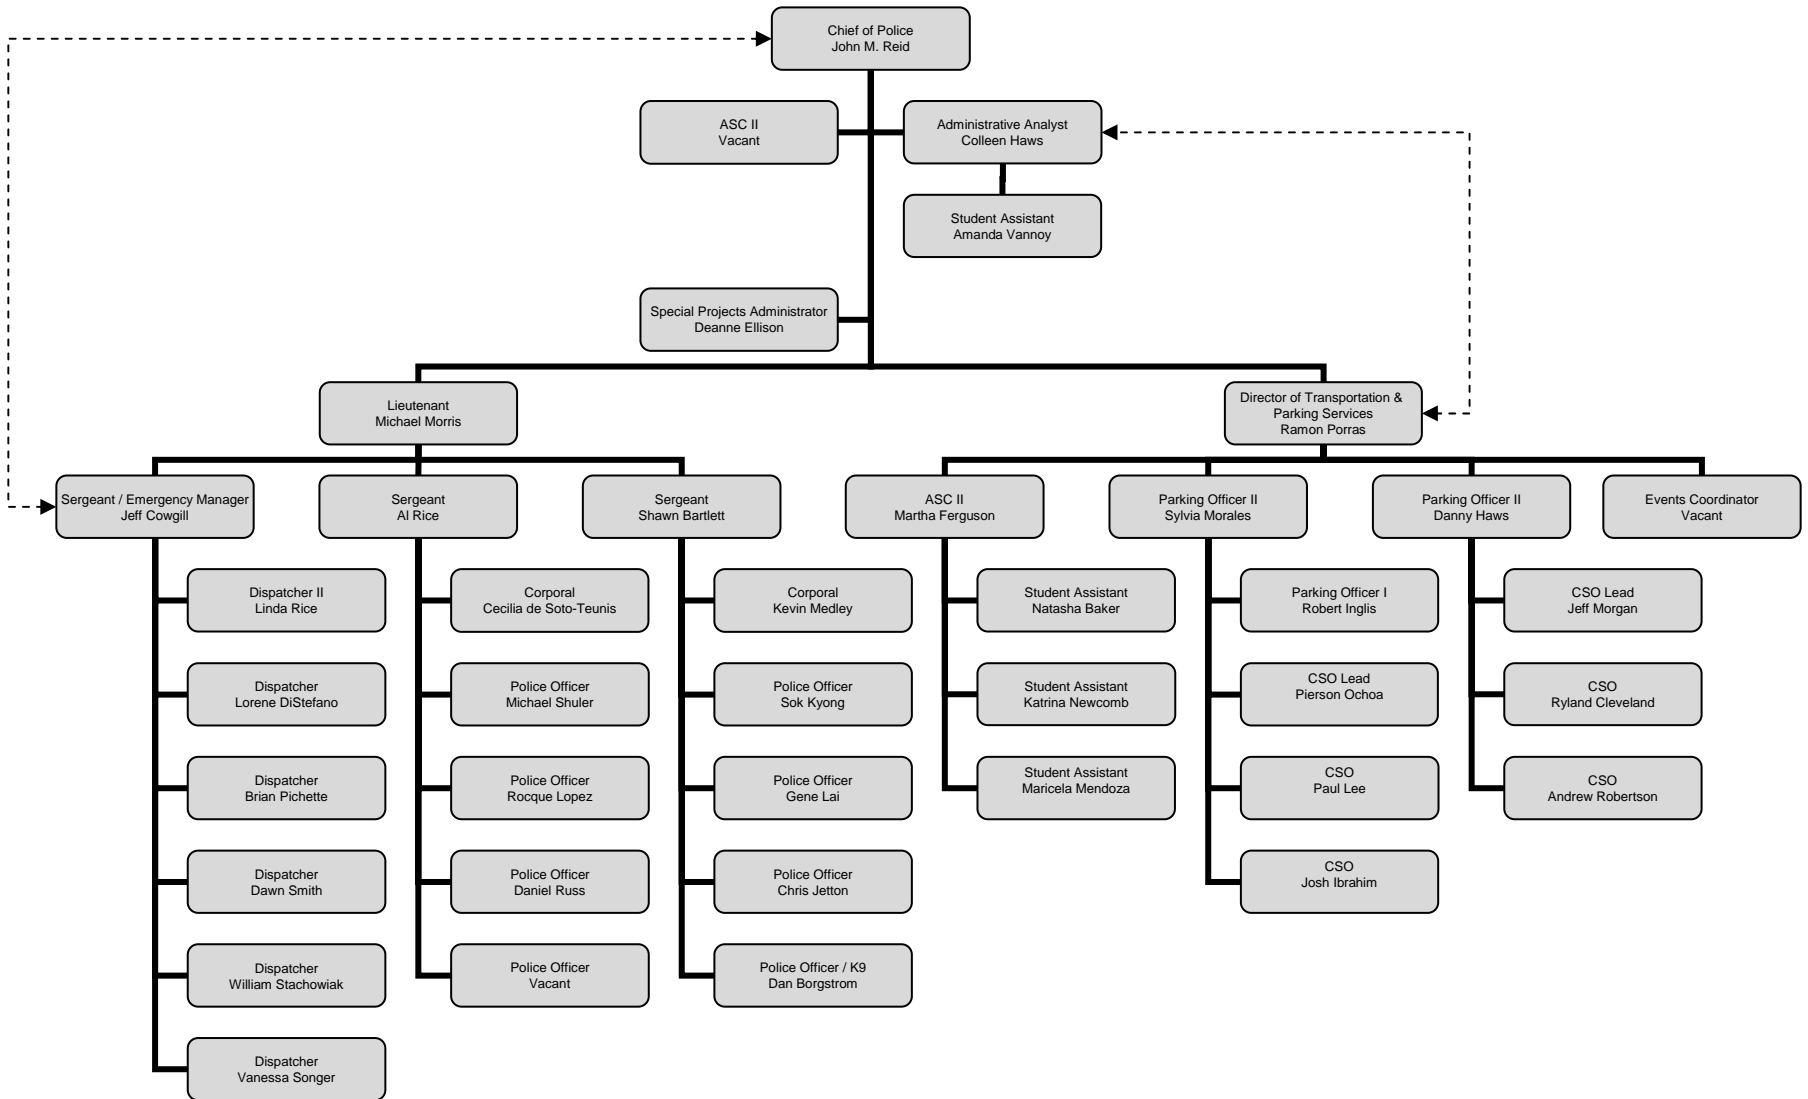 Chief of Police
John M. Reid
ASC II
Vacant
Administrative Analyst
Colleen Haws
Student Assistant
Amanda Vannoy
Special Projects Administrator
Deanne Ellison
Lieutenant
Michael Morris
Director of Transportation &
Parking Services
Ramon Porras
Sergeant / Emergency Manager
Jeff Cowgill
Sergeant
Al Rice
Sergeant
Shawn Bartlett
ASC II
Martha Ferguson
Parking Officer II
Sylvia Morales
Parking Officer II
Danny Haws
Events Coordinator
Vacant
Dispatcher II
Linda Rice
Corporal
Cecilia de Soto-Teunis
Corporal
Kevin Medley
Student Assistant
Natasha Baker
Parking Officer I
Robert Inglis
CSO Lead
Jeff Morgan
Dispatcher
Lorene DiStefano
Police Officer
Michael Shuler
Police Officer
Sok Kyong
Student Assistant
Katrina Newcomb
CSO Lead
Pierson Ochoa
CSO
Ryland Cleveland
Dispatcher
Brian Pichette
Police Officer
Rocque Lopez
Police Officer
Gene Lai
Student Assistant
Maricela Mendoza
CSO
Paul Lee
CSO
Andrew Robertson
Dispatcher
Dawn Smith
Police Officer
Daniel Russ
Police Officer
Chris Jetton
CSO
Josh Ibrahim
Dispatcher
William Stachowiak
Police Officer
Vacant
Police Officer / K9
Dan Borgstrom
Dispatcher
Vanessa Songer